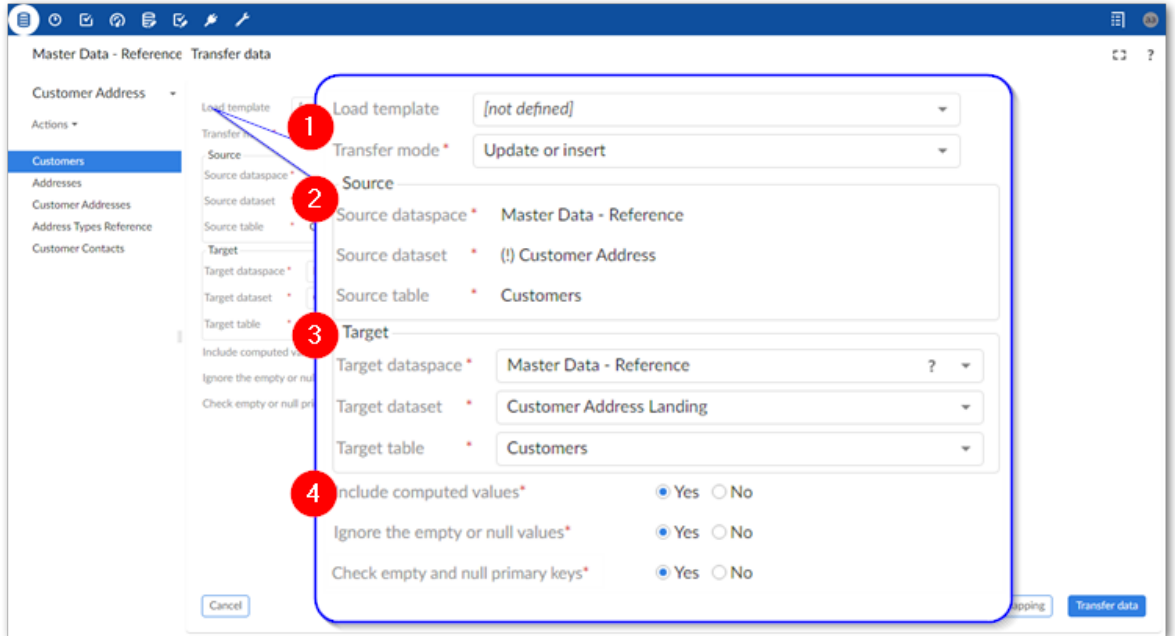 Master Data - Reference Transfer data
?
Customer Address
Actions
Customers
Addresses
Customer Addresses
Address Types Reference
Customer Contacts
Load template
Source
Source dataspace *
Source dataset
Source table *
Target
Target dataspace *
Target dataset *
Target table *
Include computed
Ignore the empty or
Check empty or null
Cancel
1
Load template [not defined]
Transfer mode * Update or insert
2
Source
Source dataspace * Master Data - Reference
Source dataset * (!) Customer Address
Source table * Customers
3
Target
Target dataspace * Master Data - Reference ?
Target dataset * Customer Address Landing
Target table * Customers
4
Include computed values* Yes No
Ignore the empty or null values* Yes No
Check empty and null primary keys* Yes No
Transfer data